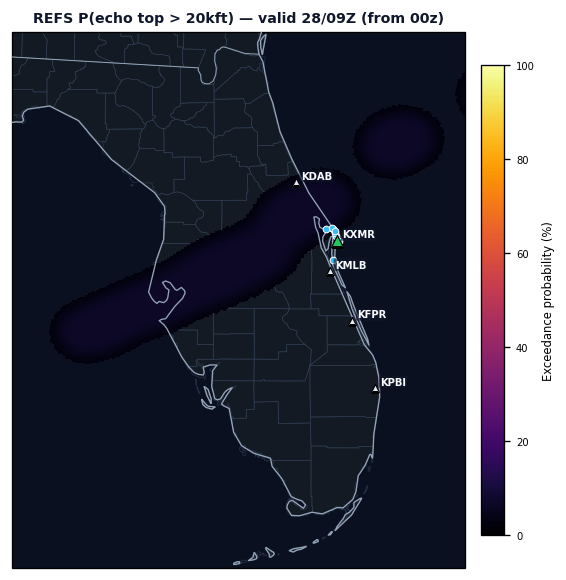 REFS P(echo top > 20kft) — valid 28/09Z (from 00z)
100
80
60
40
20
0
Exceedance probability (%)
KDAB
KXMR
KMLB
KFPR
KPBI